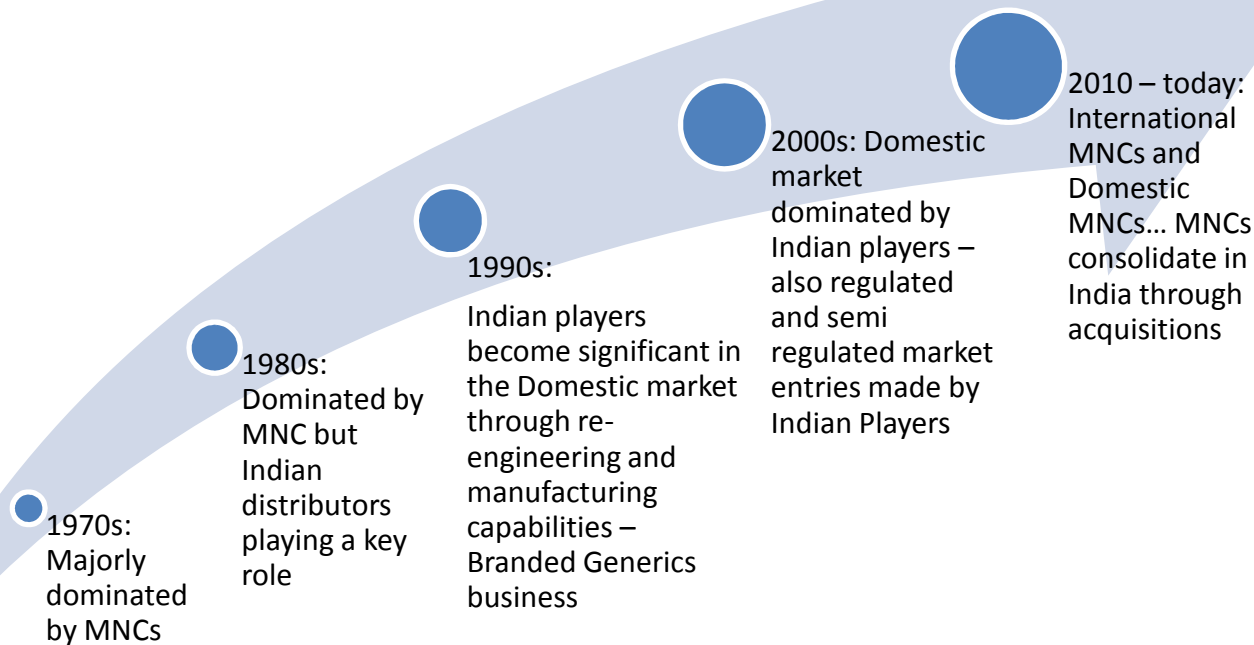 1970s:
Majorly
dominated
by MNCs
1980s:
Dominated by
MNC but
Indian
distributors
playing a key
role
1990s:
Indian players
become significant in
the Domestic market
through re-
engineering and
manufacturing
capabilities –
Branded Generics
business
2000s: Domestic
market
dominated by
Indian players –
also regulated
and semi
regulated market
entries made by
Indian Players
2010 – today:
International
MNCs and
Domestic
MNCs… MNCs
consolidate in
India through
acquisitions